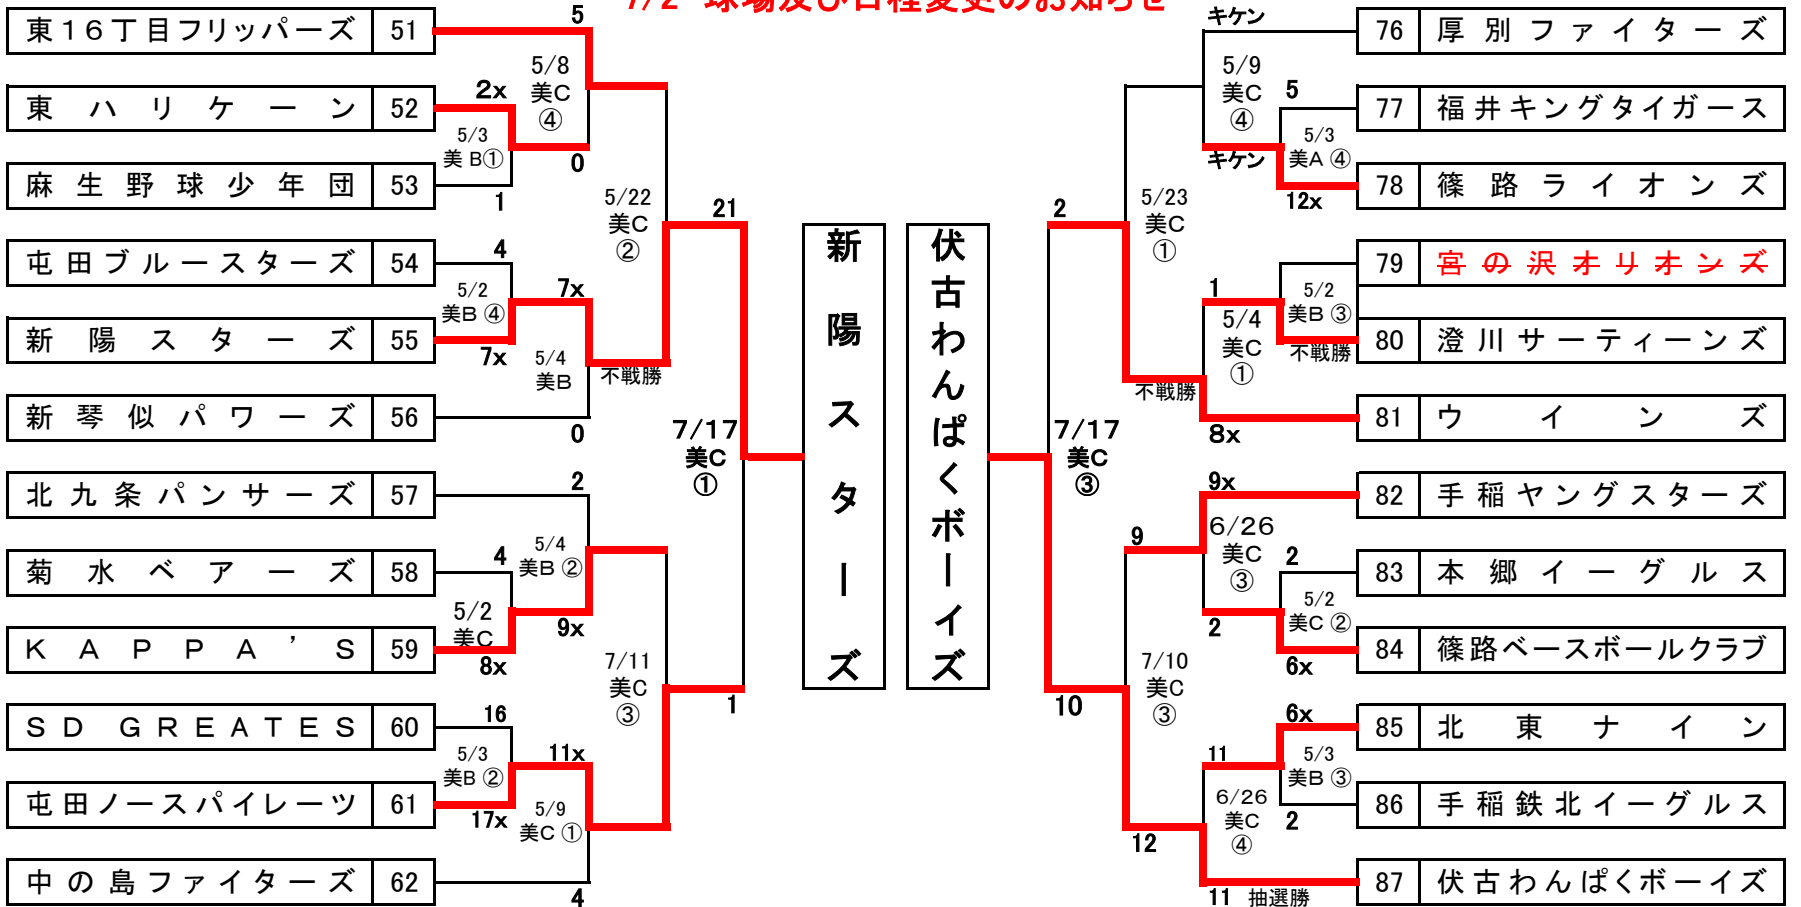 7/2 球場及び日程変更のお知らせ
東16丁目フリッパーズ 51
5
5/8
美C
④
東ハリケーン 52
2x
5/3
美 B①
0
麻生野球少年団 53
1
5/22
美C
②
21
屯田ブルースターズ 54
4
5/2
美B ④
7x
新陽スターズ 55
7x
5/4
美B
不戦勝
新琴似パワーズ 56
0
7/17
美C
①
北九条パンサーズ 57
2
5/4
美B ②
菊水ベアーズ 58
4
5/2
美C
9x
KAPPA'S 59
8x
7/11
美C
③
1
SD GREATES 60
16
5/3
美B ②
11x
屯田ノースパイレーツ 61
17x
5/9
美C ①
中の島ファイターズ 62
4
新陽スターズ
伏古わんぱくボーイズ
キケン
76 厚別ファイターズ
5/9
美C
④
5
77 福井キングタイガース
5/3
美A ④
キケン
78 篠路ライオンズ
12x
2
5/23
美C
①
79 宮の沢オリオンズ
1
5/2
美B ③
5/4
美C
①
80 澄川サーティーンズ
不戦勝
不戦勝
81 ウインズ
8x
7/17
美C
③
9x
82 手稲ヤングスターズ
9
6/26
美C
③
2
83 本郷イーグルス
5/2
美C ②
2
84 篠路ベースボールクラブ
6x
7/10
美C
③
10
6x
85 北東ナイン
11
5/3
美B ③
6/26
美C
④
86 手稲鉄北イーグルス
2
12
87 伏古わんぱくボーイズ
11 抽選勝